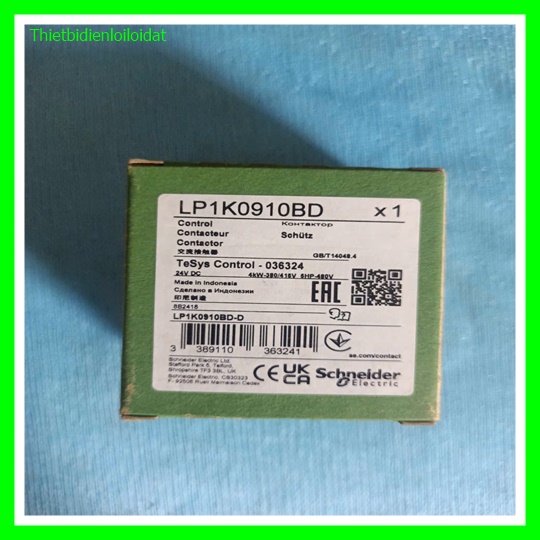 Thietbidienloiloidat
LP1K0910BD x 1
Control Контактор
Contacteur Schütz
Contactor
交流接触器 GB/T14048.4
TeSys Control - 036324
24V DC 4kW-380/415V 5HP-480V
Made in Indonesia
Сделано в Индонезии
印尼制造
8B2418
EAC
LP1K0910BD-D
3 389110 363241
se.com/contact
Schneider Electric Ltd.
Stafford Park 5, Telford,
Shropshire TF3 3BL, UK
Schneider Electric, CS30323
F- 92506 Rueil Malmaison Cedex
CE UK CA Schneider Electric